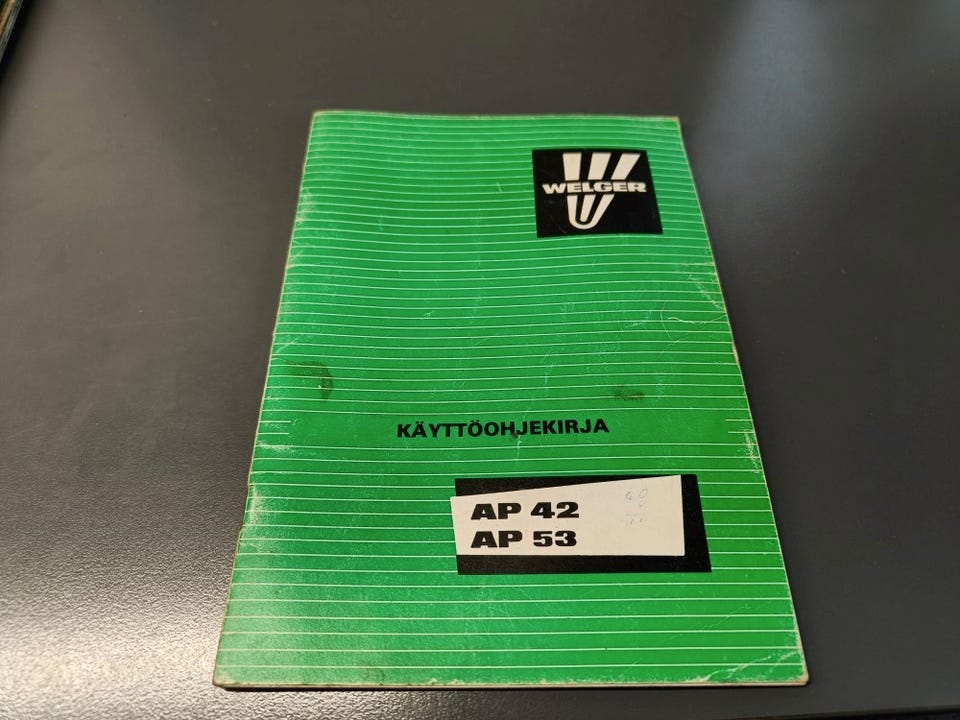 WELGER
KÄYTTÖOHJEKIRJA
AP 42
AP 53